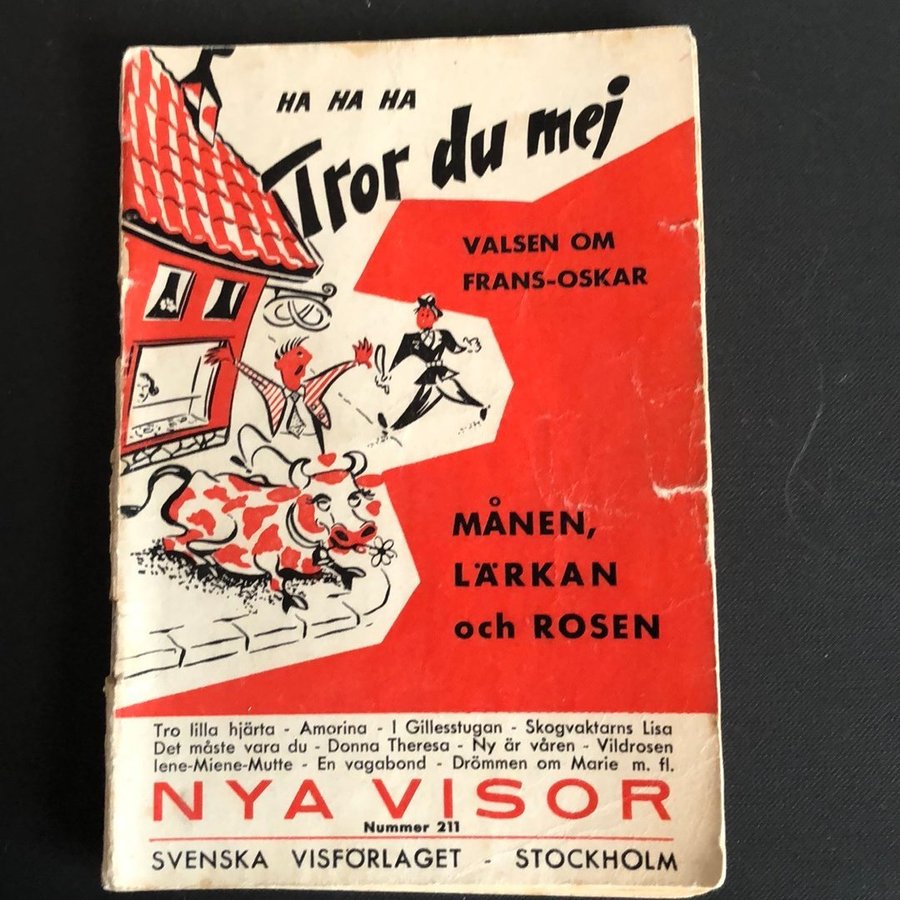 HA HA HA
Tror du mej
VALSEN OM
FRANS-OSKAR
MÅNEN,
LÄRKAN
och ROSEN
Tro lilla hjärta - Amorina - I Gillesstugan - Skogvaktarns Lisa
Det måste vara du - Donna Theresa - Ny är våren - Vildrosen
Iene-Miene-Mutte - En vagabond - Drömmen om Marie m. fl.
NYA VISOR
Nummer 211
SVENSKA VISFÖRLAGET - STOCKHOLM